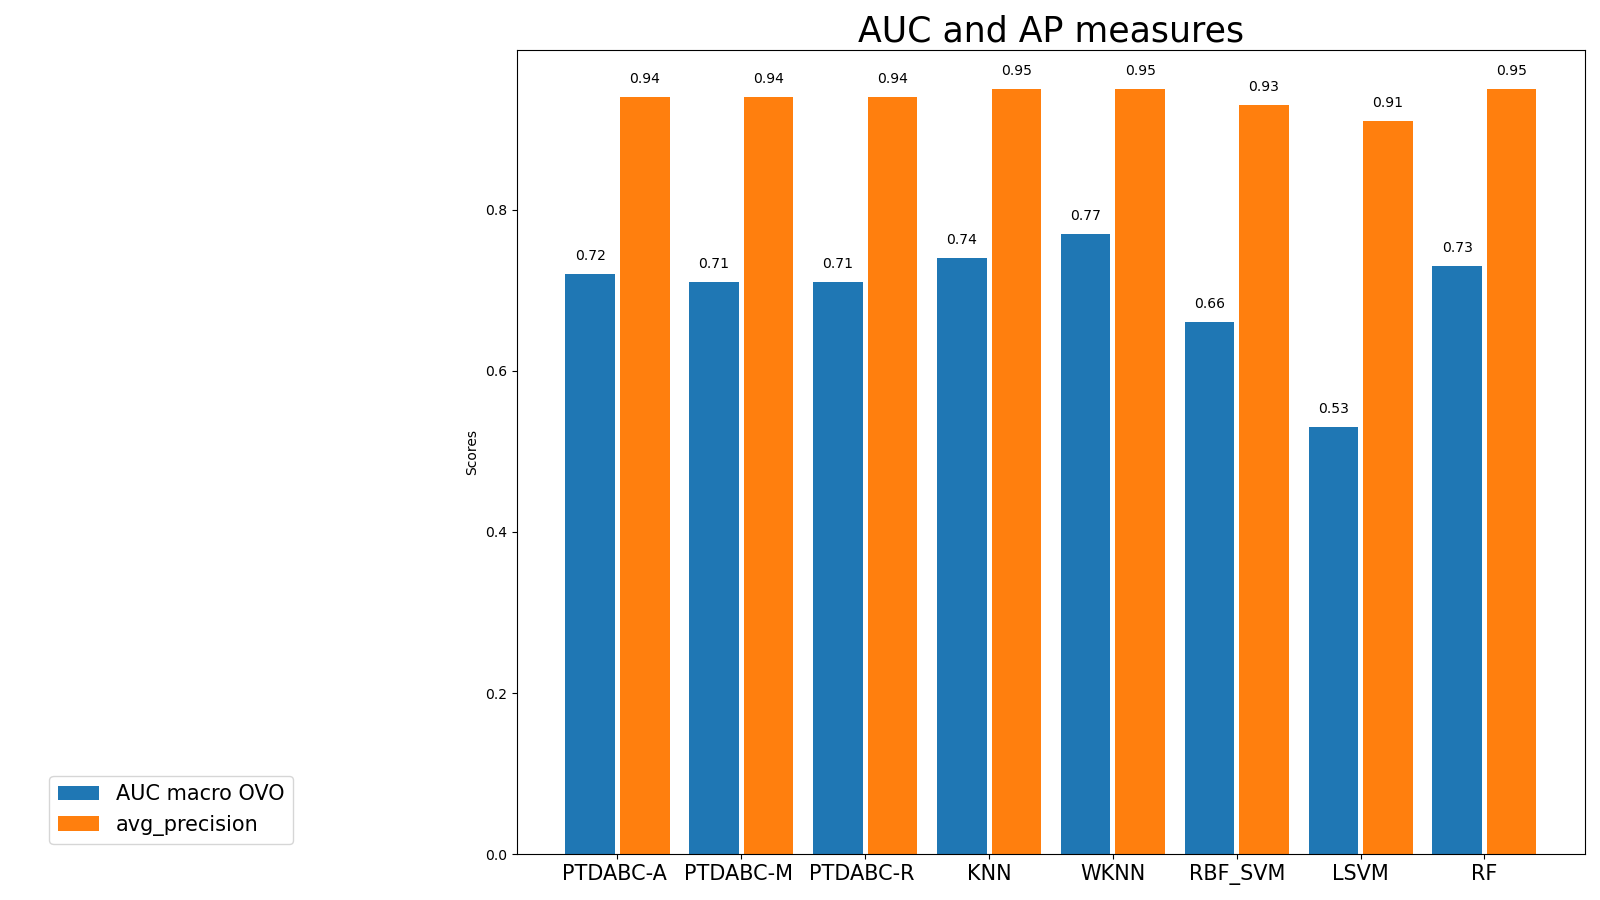 AUC and AP measures
0.94 0.94 0.94 0.95 0.95 0.93 0.91 0.95
0.72 0.71 0.71 0.74 0.77 0.66 0.53 0.73
Scores
0.8
0.6
0.4
0.2
0.0
PTDABC-A PTDABC-M PTDABC-R KNN WKNN RBF_SVM LSVM RF
AUC macro OVO
avg_precision